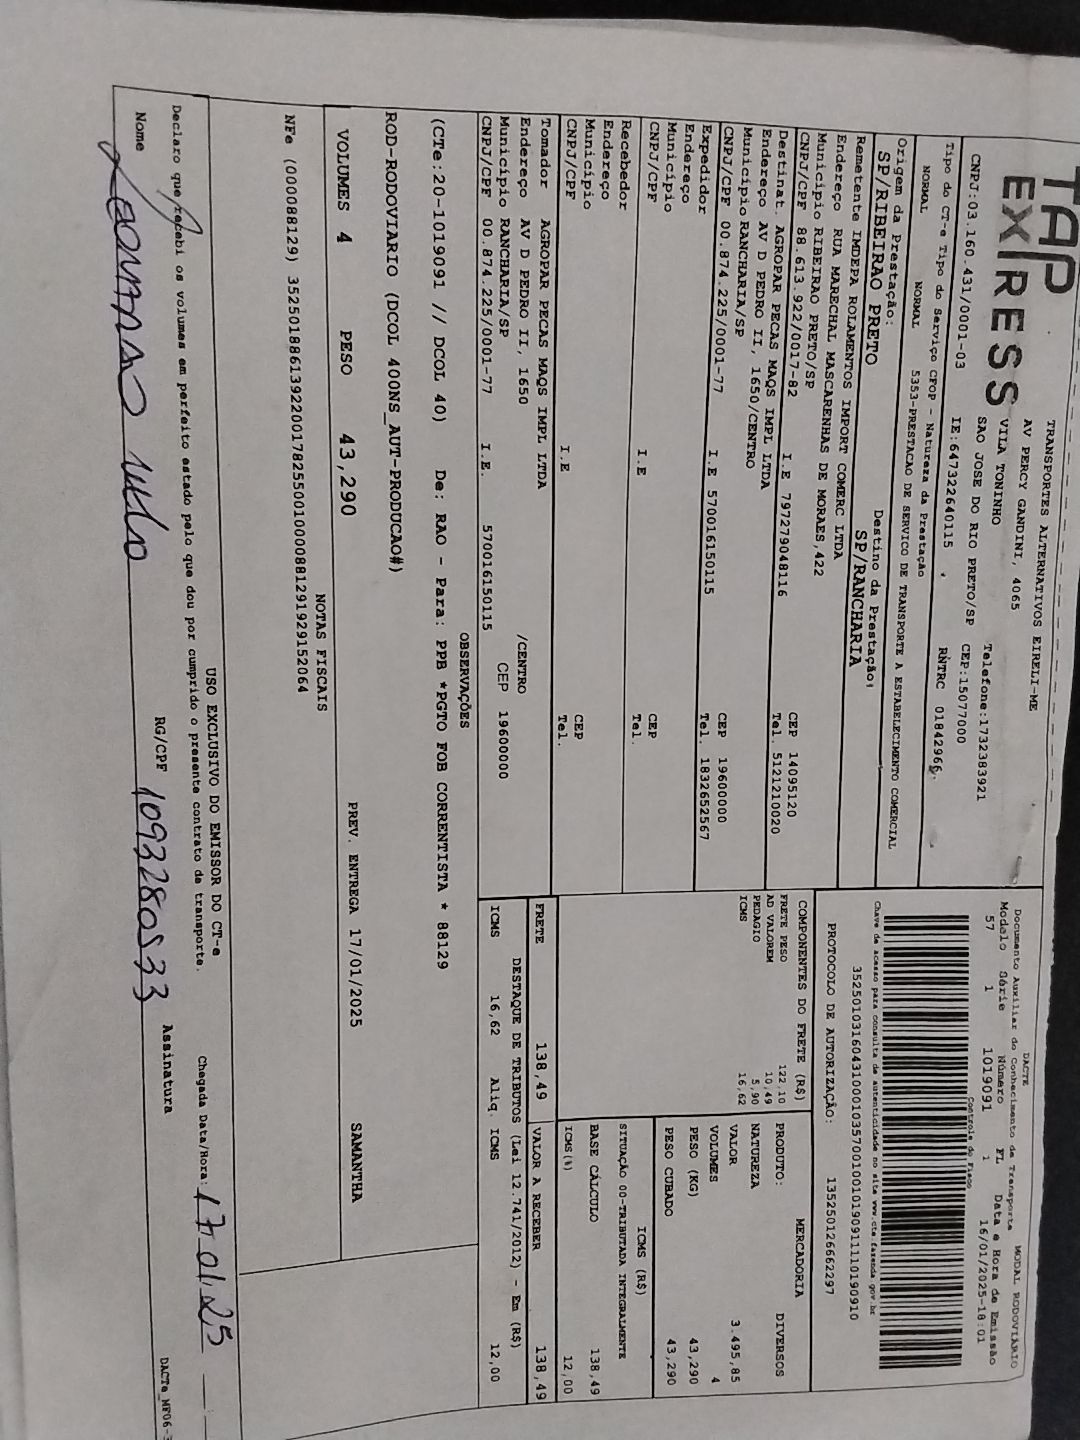 TAP
EXPRESS
TRANSPORTES ALTERNATIVOS EIRELI-ME
AV PERCY GANDINI, 4065
VILA TONINHO
SAO JOSE DO RIO PRETO/SP Telefone:1732383921
CNPJ:03.160.431/0001-03 IE:647322640115 CEP:15077000
RNTRC 01842966
Tipo do CT-e Tipo do Serviço CFOP - Natureza da Prestação
NORMAL NORMAL 5353-PRESTACAO DE SERVICO DE TRANSPORTE A ESTABELECIMENTO COMERCIAL
Origem da Prestação: Destino da Prestação:
SP/RIBEIRAO PRETO SP/RANCHARIA
Remetente IMDEPA ROLAMENTOS IMPORT COMERC LTDA
Endereço RUA MARECHAL MASCARENHAS DE MORAES,422
Município RIBEIRAO PRETO/SP CEP 14095120
CNPJ/CPF 88.613.922/0017-82 I.E 797279048116 Tel. 5121210020
Destinat. AGROPAR PECAS MAQS IMPL LTDA
Endereço AV D PEDRO II, 1650/CENTRO
Município RANCHARIA/SP CEP 19600000
CNPJ/CPF 00.874.225/0001-77 I.E 570016150115 Tel. 1832652567
Expedidor
Endereço
Município CEP
CNPJ/CPF I.E Tel.
Recebedor
Endereço
Município CEP
CNPJ/CPF I.E Tel.
Tomador AGROPAR PECAS MAQS IMPL LTDA
Endereço AV D PEDRO II, 1650 /CENTRO
Município RANCHARIA/SP CEP 19600000
CNPJ/CPF 00.874.225/0001-77 I.E. 570016150115
DACTE MODAL RODOVIÁRIO
Documento Auxiliar do Conhecimento de Transporte
Modalo Série Número FL Data e Hora de Emissão
57 1 1019091 1 16/01/2025-18:01
Controle do Fisco
Chave de acesso para consulta de autenticidade no site www.cte.fazenda.gov.br
PROTOCOLO DE AUTORIZAÇÃO: 135250126662297
COMPONENTES DO FRETE (R$)
FRETE PESO 122,10
AD VALOREM 10,49
PEDAGIO 5,90
ICMS 16,62
MERCADORIA
PRODUTO: DIVERSOS
NATUREZA
VALOR 3.495,85
VOLUMES 4
PESO (KG) 43,290
PESO CUBADO 43,290
ICMS (R$)
SITUAÇÃO 00-TRIBUTADA INTEGRALMENTE
BASE CÁLCULO 138,49
ICMS(%) 12,00
FRETE 138,49 VALOR A RECEBER 138,49
DESTAQUE DE TRIBUTOS (Lei 12.741/2012) - Em (R$)
ICMS 16,62 Aliq. ICMS 12,00
OBSERVAÇÕES
(CTe:20-1019091 // DCOL 40) De: RAO - Para: PPB *PGTO FOB CORRENTISTA * 88129
ROD-RODOVIARIO (DCOL 400NS_AUT-PRODUCAO#)
VOLUMES 4 PESO 43,290 PREV. ENTREGA 17/01/2025 SAMANTHA
NOTAS FISCAIS
NFe (000088129)
USO EXCLUSIVO DO EMISSOR DO CT-e
Declaro que recebi os volumes em perfeito estado pelo que dou por cumprido o presente contrato de transporte. Chegada Data/Hora: 17 01 25
Nome RG/CPF 1093280533 Assinatura